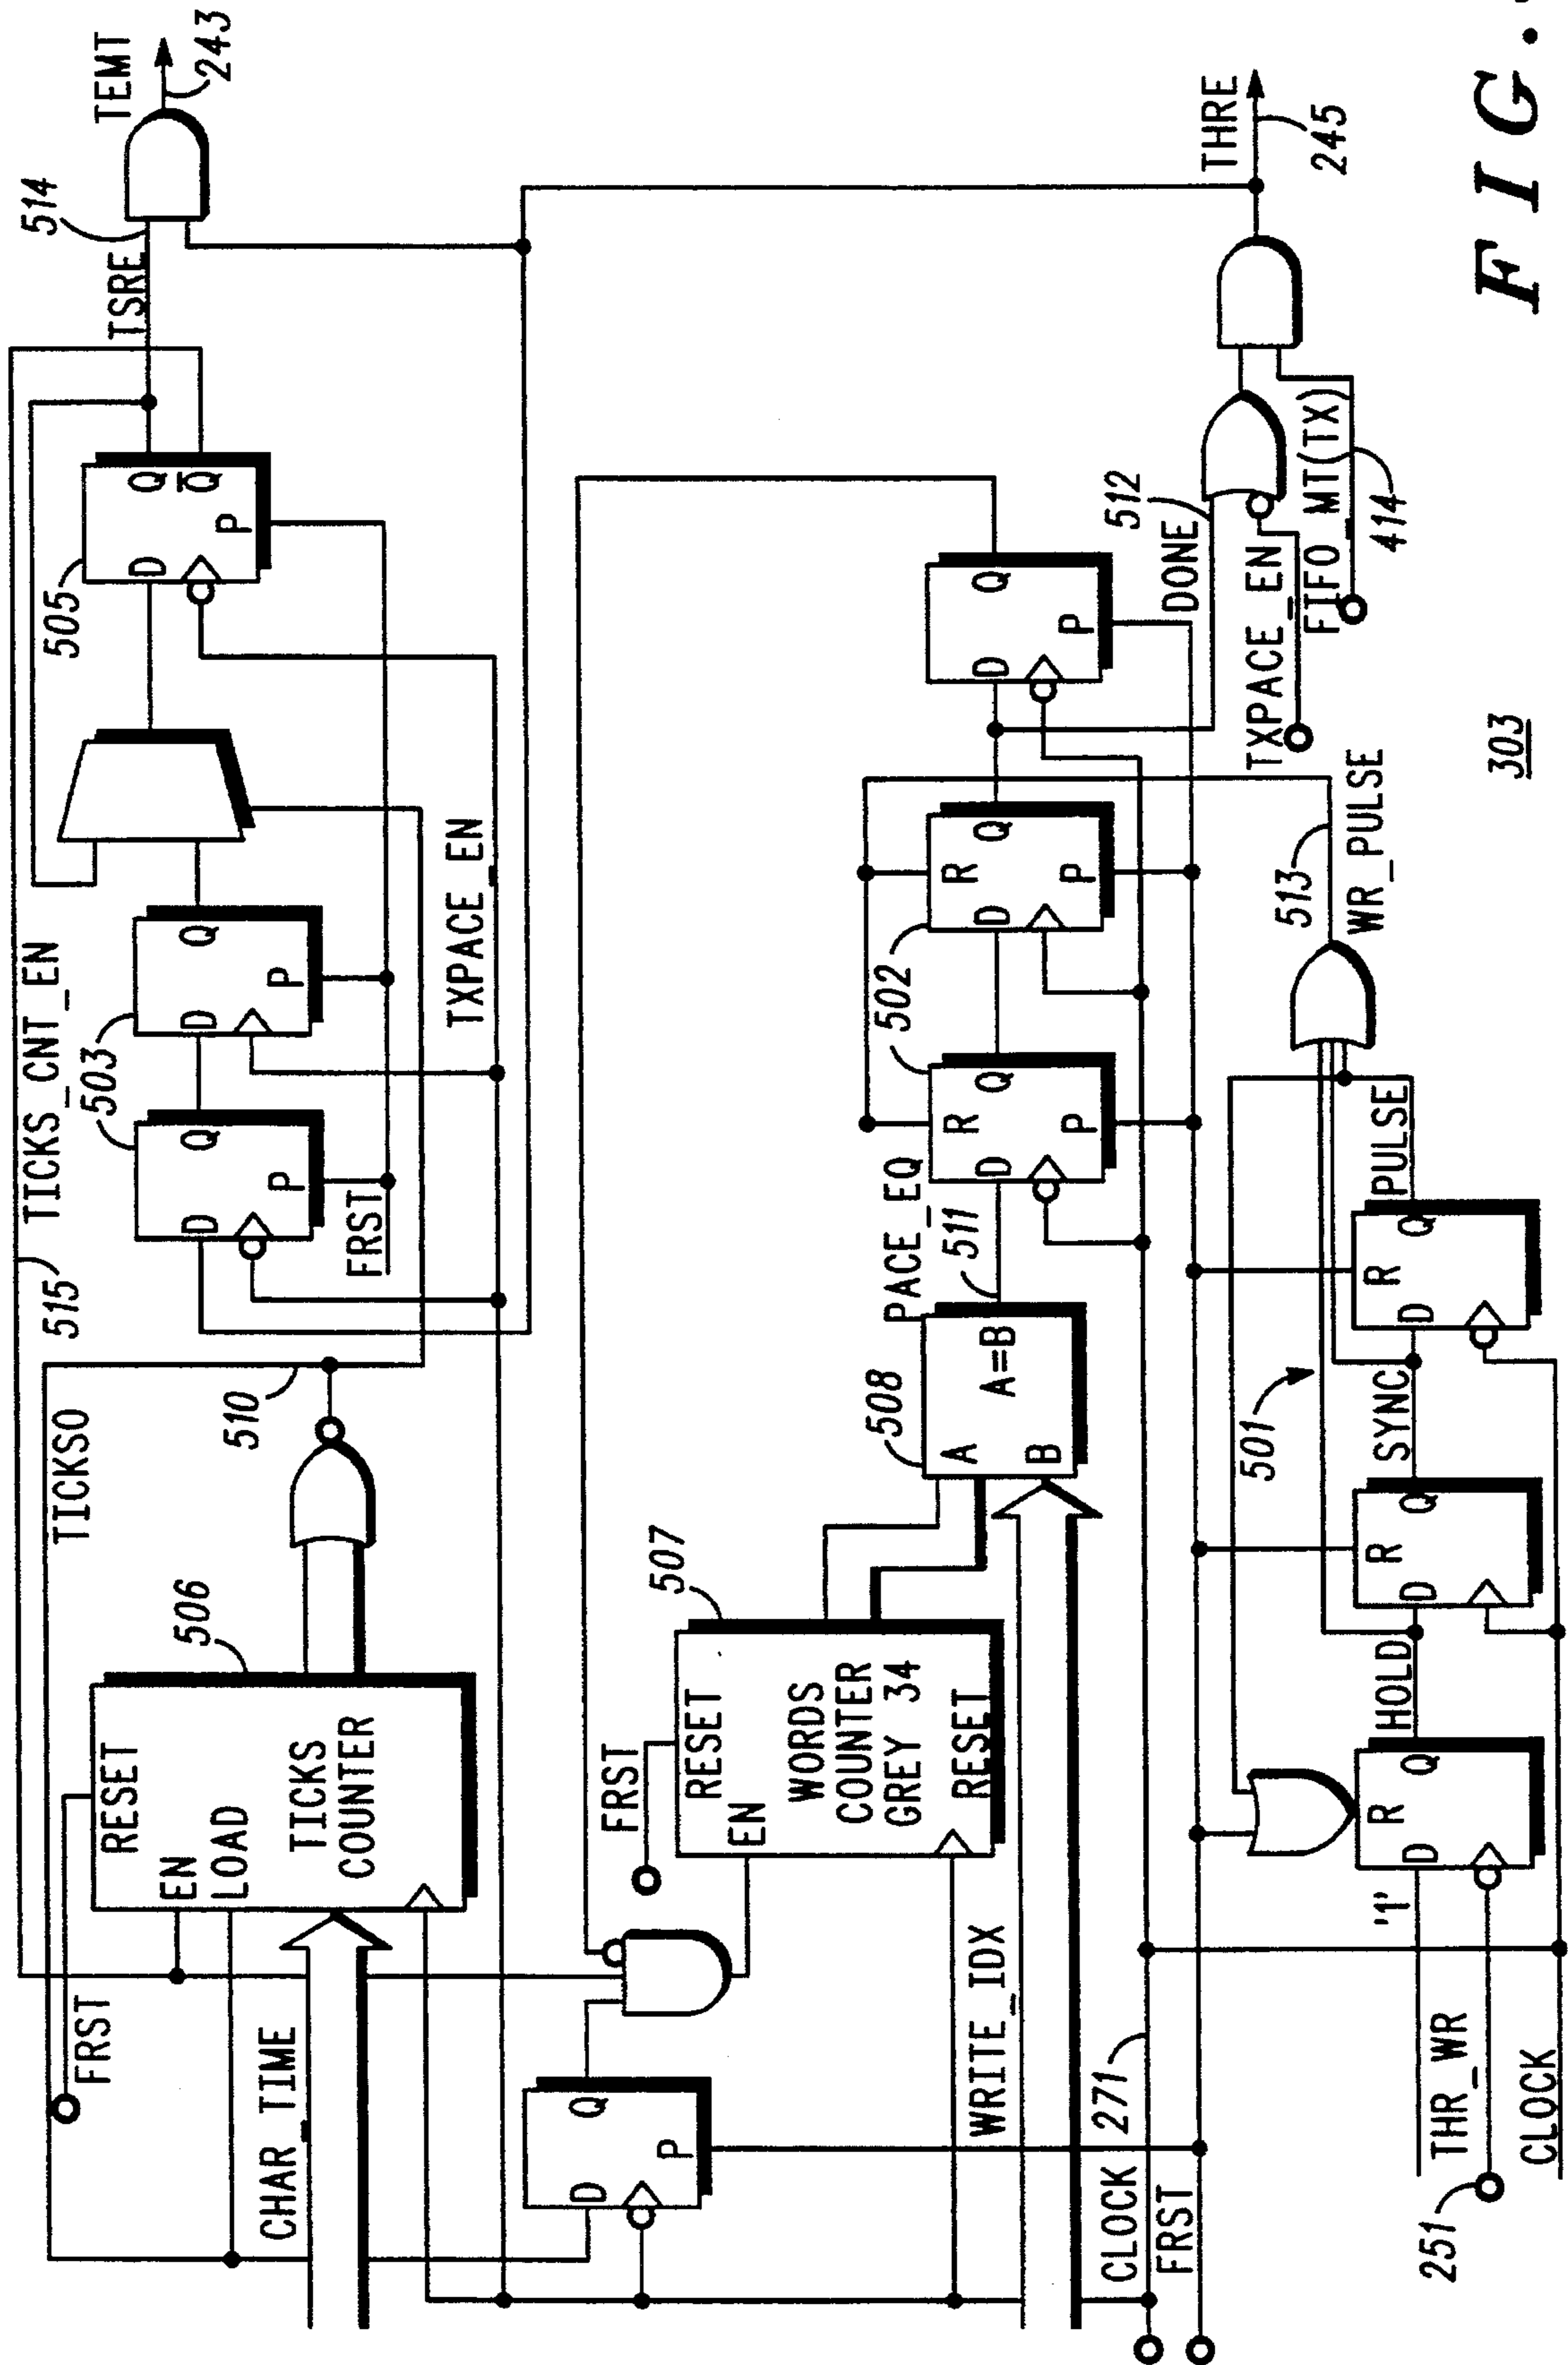 TEMT
243
514
TSRE
505
D
Q
Q
P
TICKS_CNT_EN
503
D
Q
P
D
Q
P
FRST
515
TXPACE_EN
TICKSO
510
506
RESET
EN
LOAD
TICKS
COUNTER
FRST
CHAR_TIME
D
Q
P
FRST
507
RESET
EN
WORDS
COUNTER
GREY 34
RESET
WRITE_IDX
508
A
B
A=B
PACE_EQ
511
R
D
Q
P
502
R
D
Q
P
D
Q
P
512
DONE
TXPACE_EN
FIFO_MT(TX)
414
THRE
245
CLOCK
271
FRST
501
513
WR_PULSE
'1'
THR_WR
251
CLOCK
R
D
Q
HOLD
R
D
Q
SYNC
R
D
Q
PULSE
303
FIG.